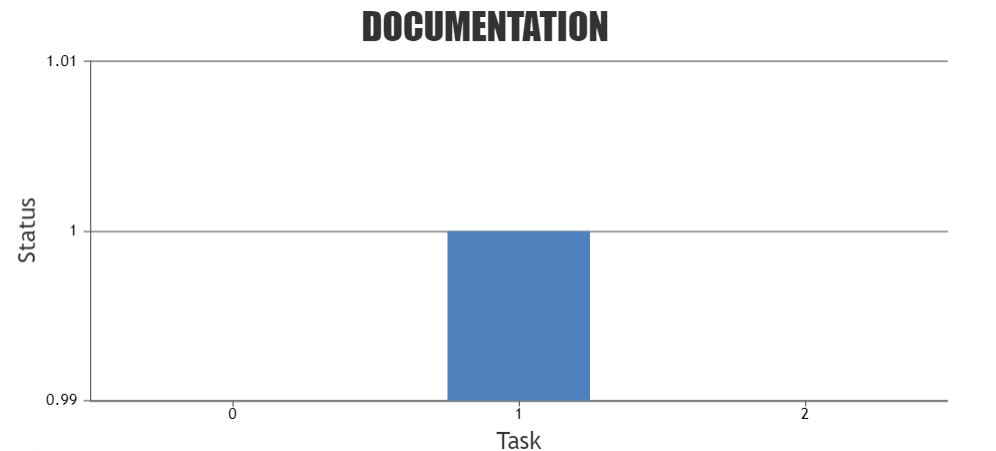 DOCUMENTATION
1.01
1
0.99
Status
0 1 2
Task